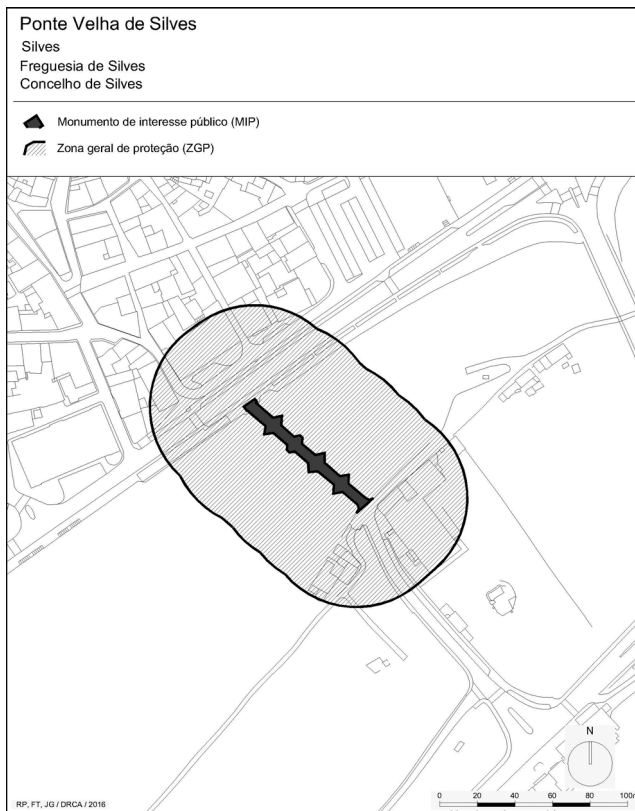 Ponte Velha de Silves
Silves
Freguesia de Silves
Concelho de Silves
Monumento de interesse público (MIP)
Zona geral de proteção (ZGP)
N
0 20 40 60 80 100m
RP, FT, JG / DRCA / 2016